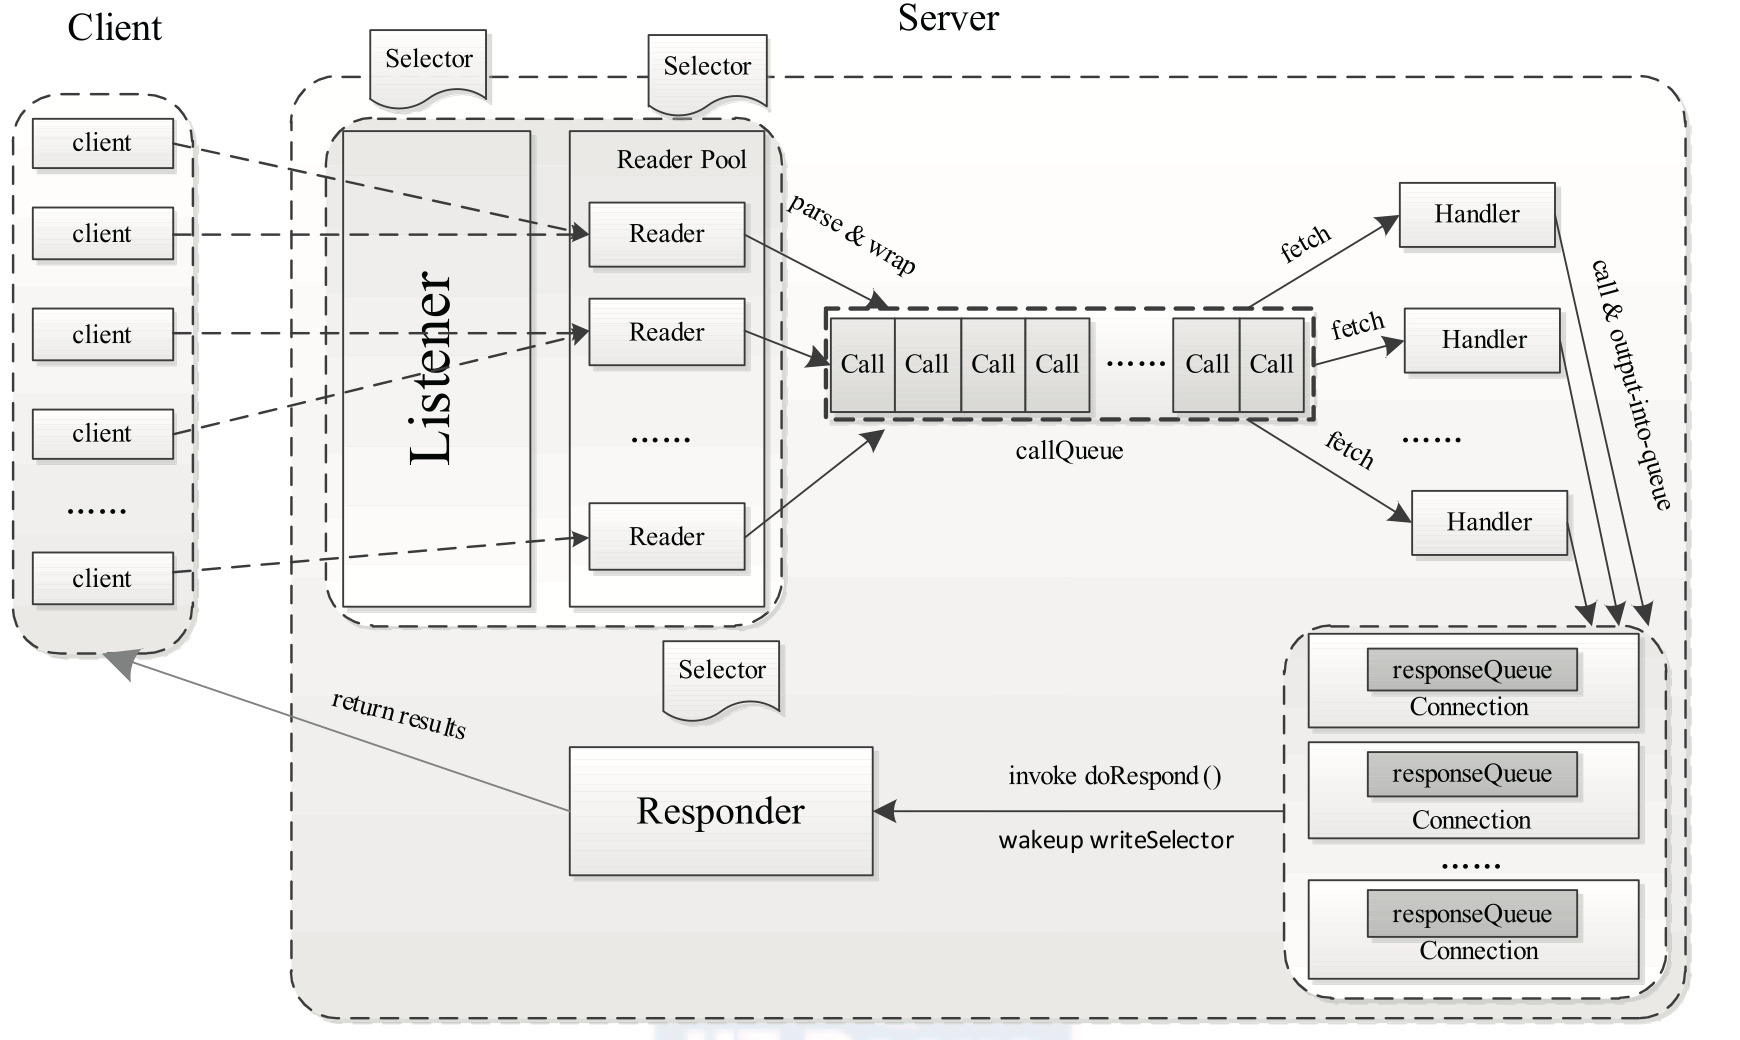 Client
Server
Selector
Selector
client
client
client
client
......
client
Listener
Reader Pool
Reader
Reader
......
Reader
parse & wrap
Call Call Call Call ...... Call Call
callQueue
fetch
fetch
fetch
Handler
Handler
......
Handler
call & output-into-queue
Selector
return results
Responder
invoke doRespond ()
wakeup writeSelector
responseQueue
Connection
responseQueue
Connection
......
responseQueue
Connection